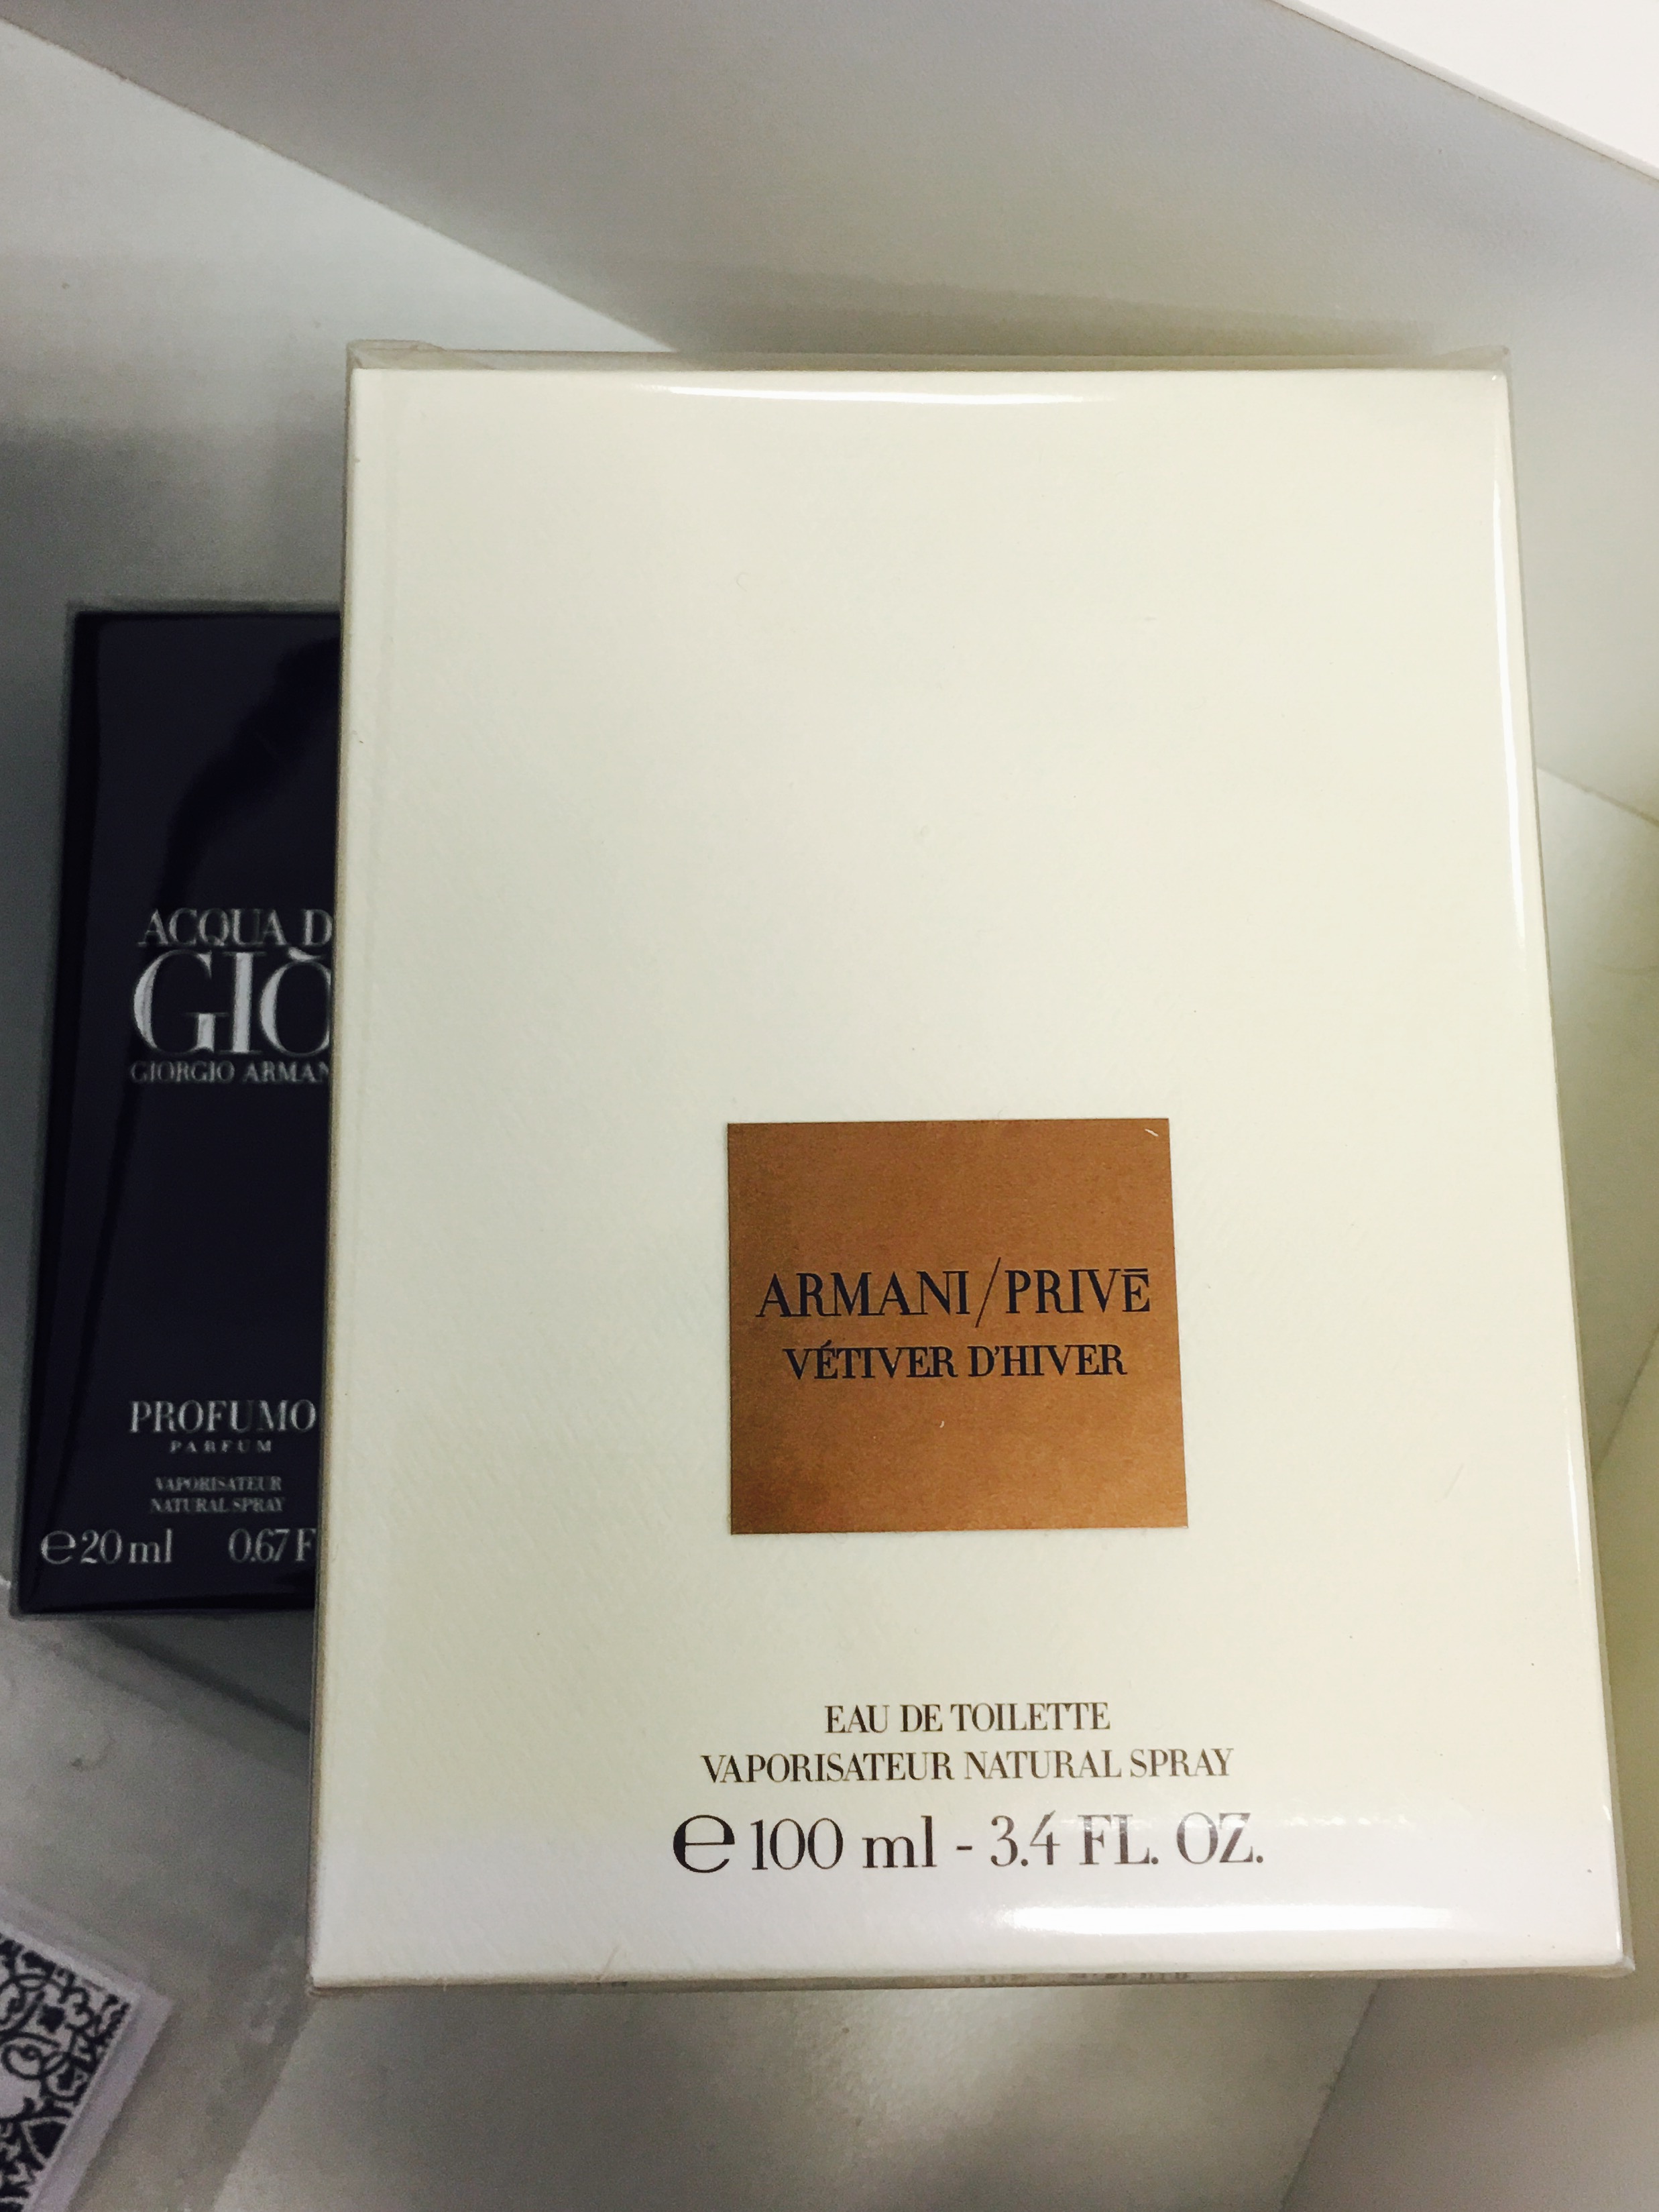 ACQUA D
GIÒ
GIORGIO ARMAN
PROFUMO
PARFUM
VAPORISATEUR
NATURAL SPRAY
℮20 ml 0.67 F
ARMANI/PRIVĒ
VÉTIVER D'HIVER
EAU DE TOILETTE
VAPORISATEUR NATURAL SPRAY
℮100 ml - 3.4 FL. OZ.